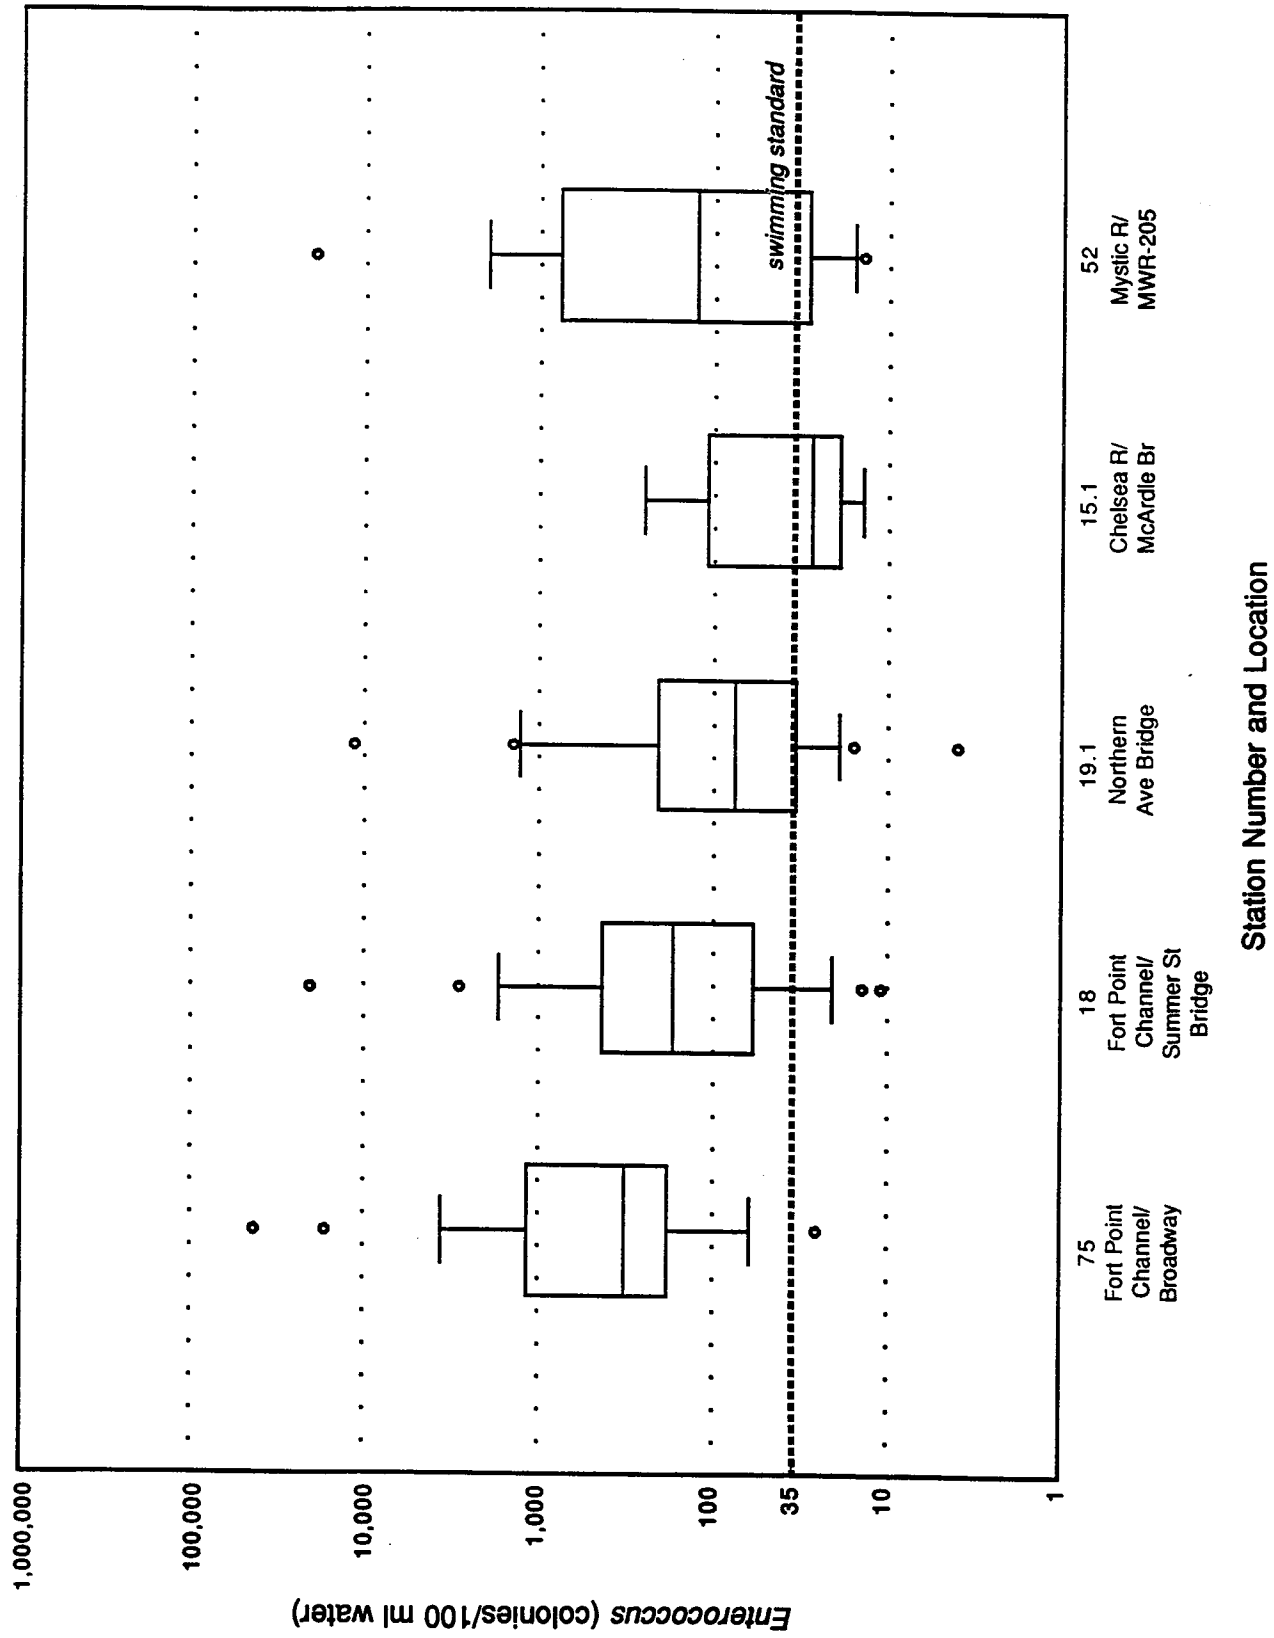 1,000,000
100,000
10,000
1,000
100
35
10
1
Enterococcus (colonies/100 ml water)
swimming standard
75
Fort Point
Channel/
Broadway
18
Fort Point
Channel/
Summer St
Bridge
19.1
Northern
Ave Bridge
15.1
Chelsea R/
McArdle Br
52
Mystic R/
MWR-205
Station Number and Location